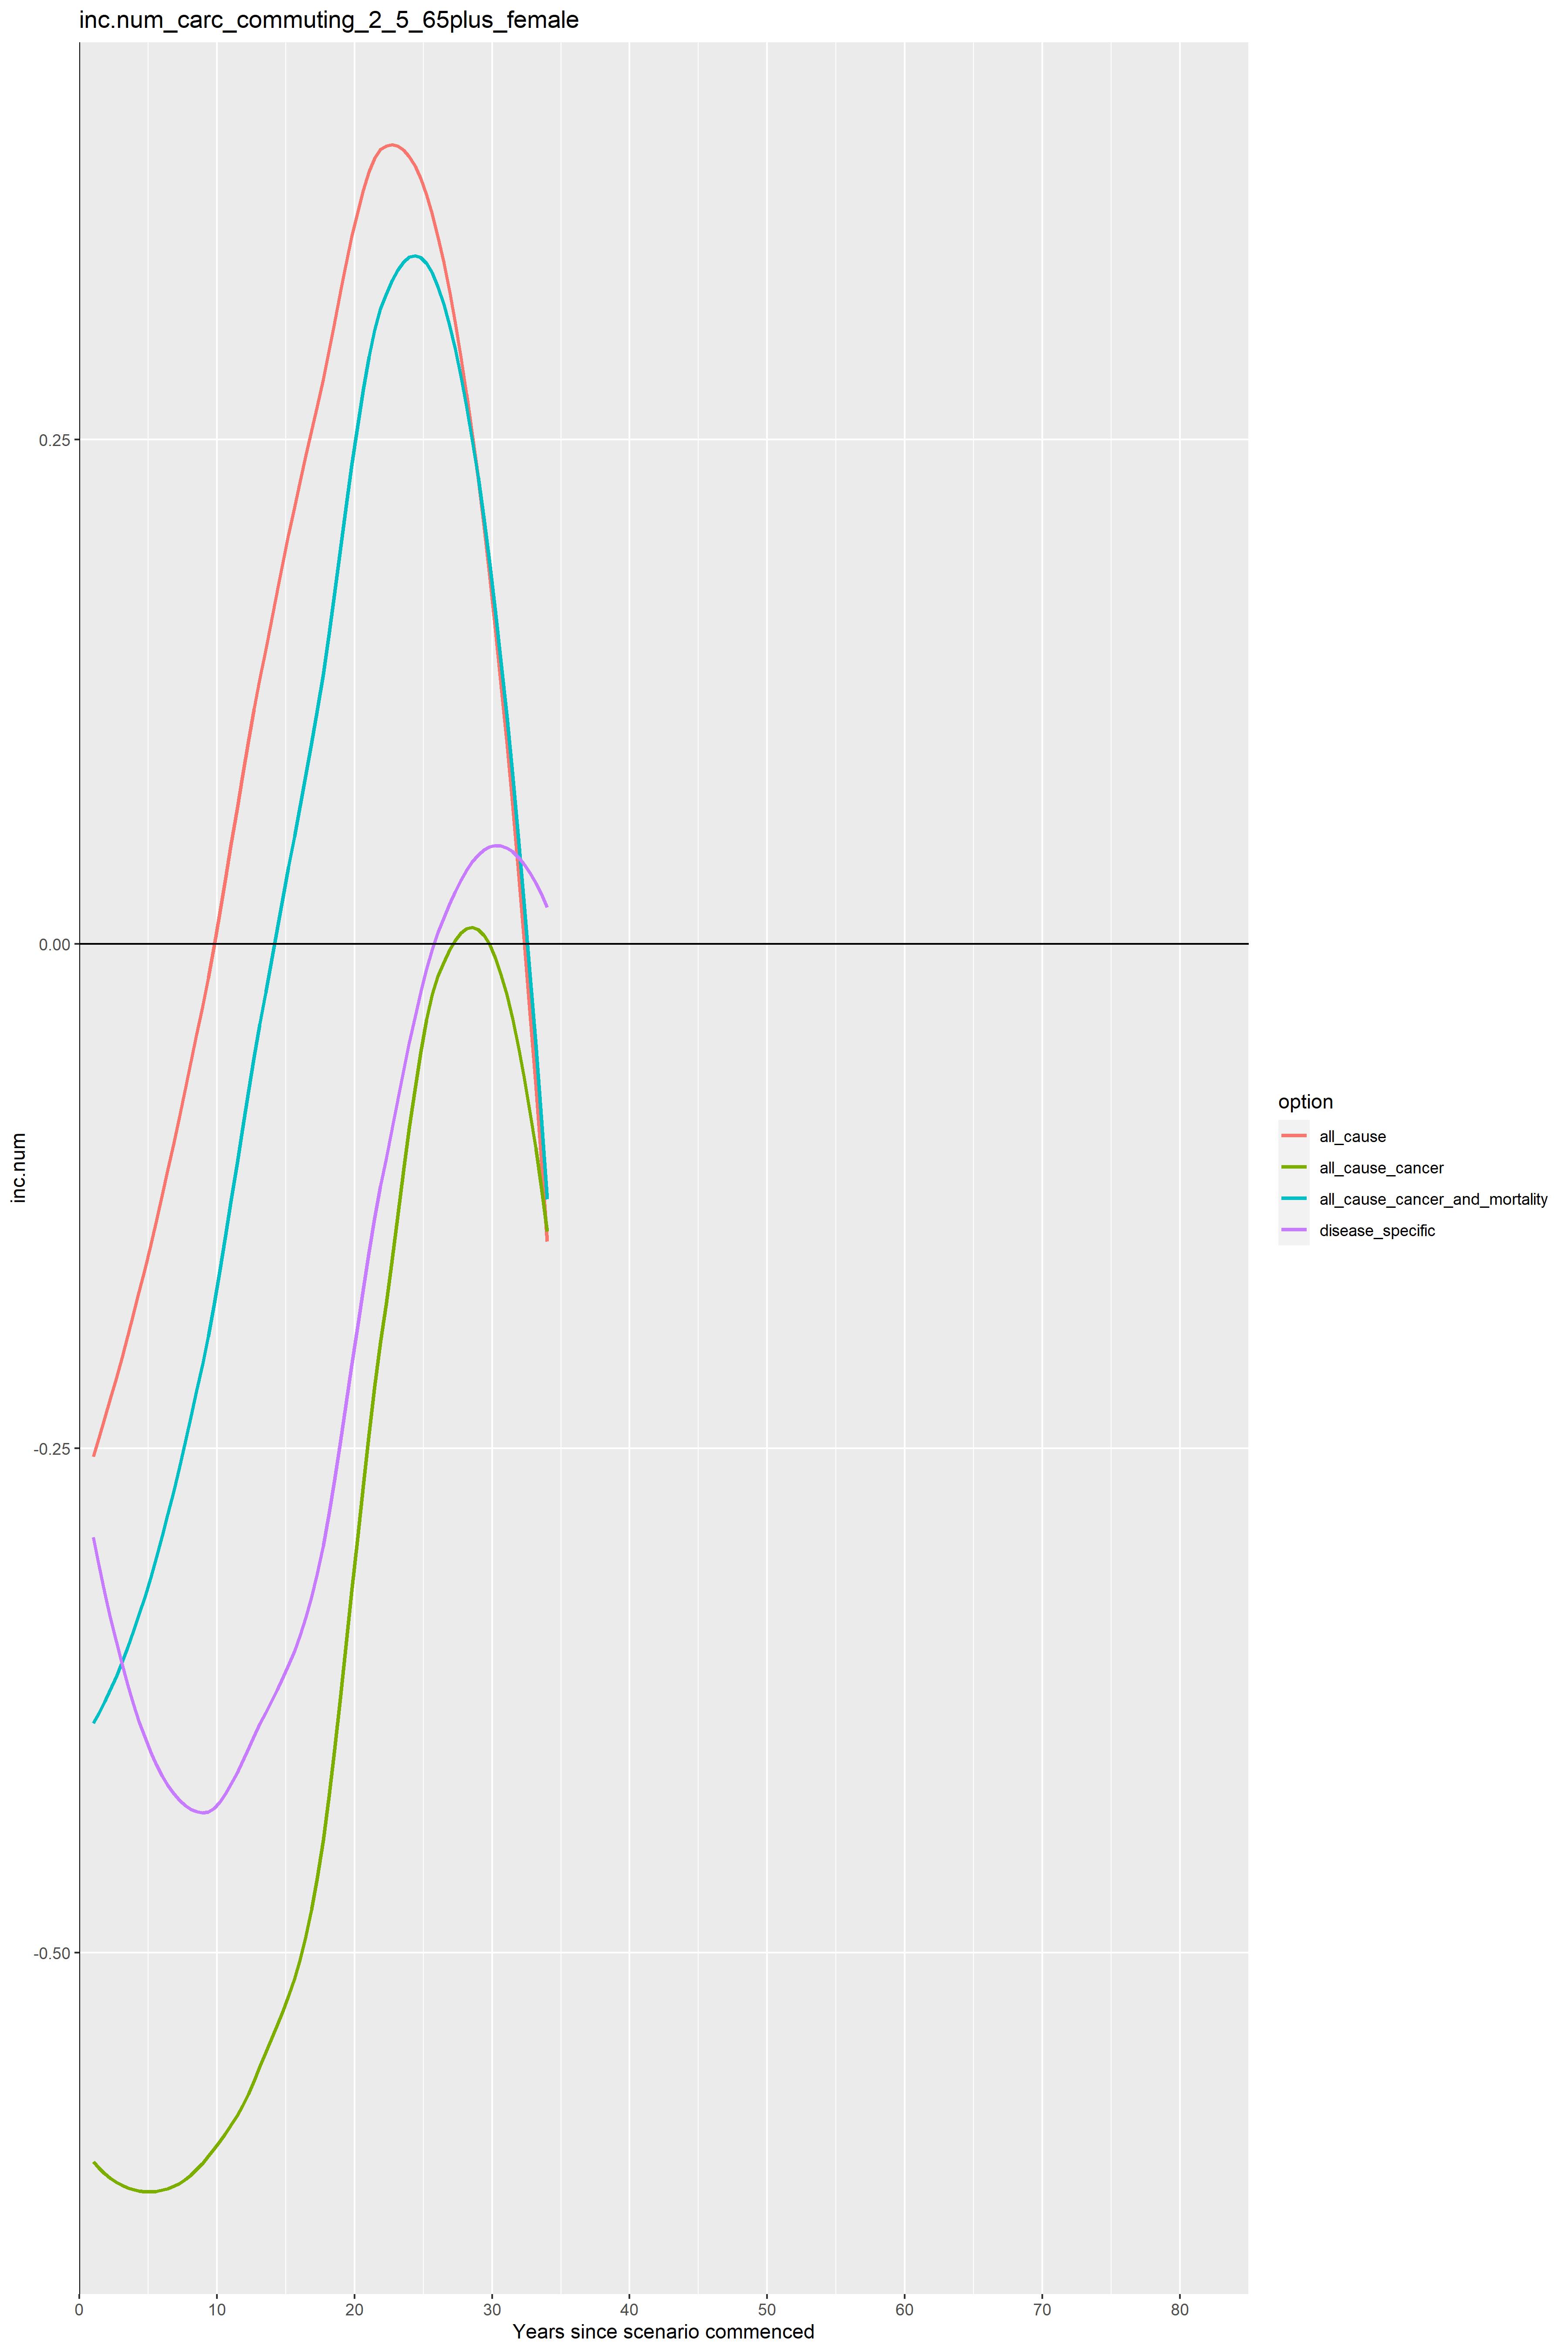 inc.num_carc_commuting_2_5_65plus_female
0.25
0.00
-0.25
-0.50
inc.num
0 10 20 30 40 50 60 70 80
Years since scenario commenced
option
all_cause
all_cause_cancer
all_cause_cancer_and_mortality
disease_specific